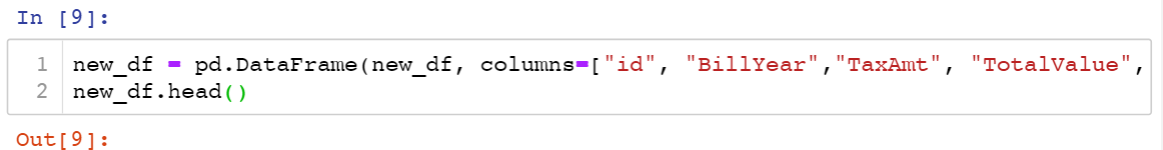 In [9]:
1 new_df = pd.DataFrame(new_df, columns=["id", "BillYear","TaxAmt", "TotalValue",
2 new_df.head()
Out[9]: